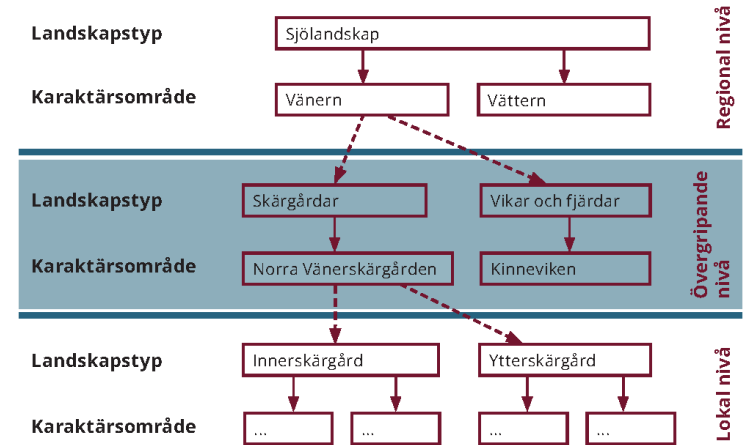 Landskapstyp
Sjölandskap
Karaktärsområde
Vänern
Vättern
Regional nivå
Landskapstyp
Skärgårdar
Vikar och fjärdar
Karaktärsområde
Norra Vänerskärgården
Kinneviken
Övergripande
nivå
Landskapstyp
Innerskärgård
Ytterskärgård
Karaktärsområde
...
...
...
...
Lokal nivå